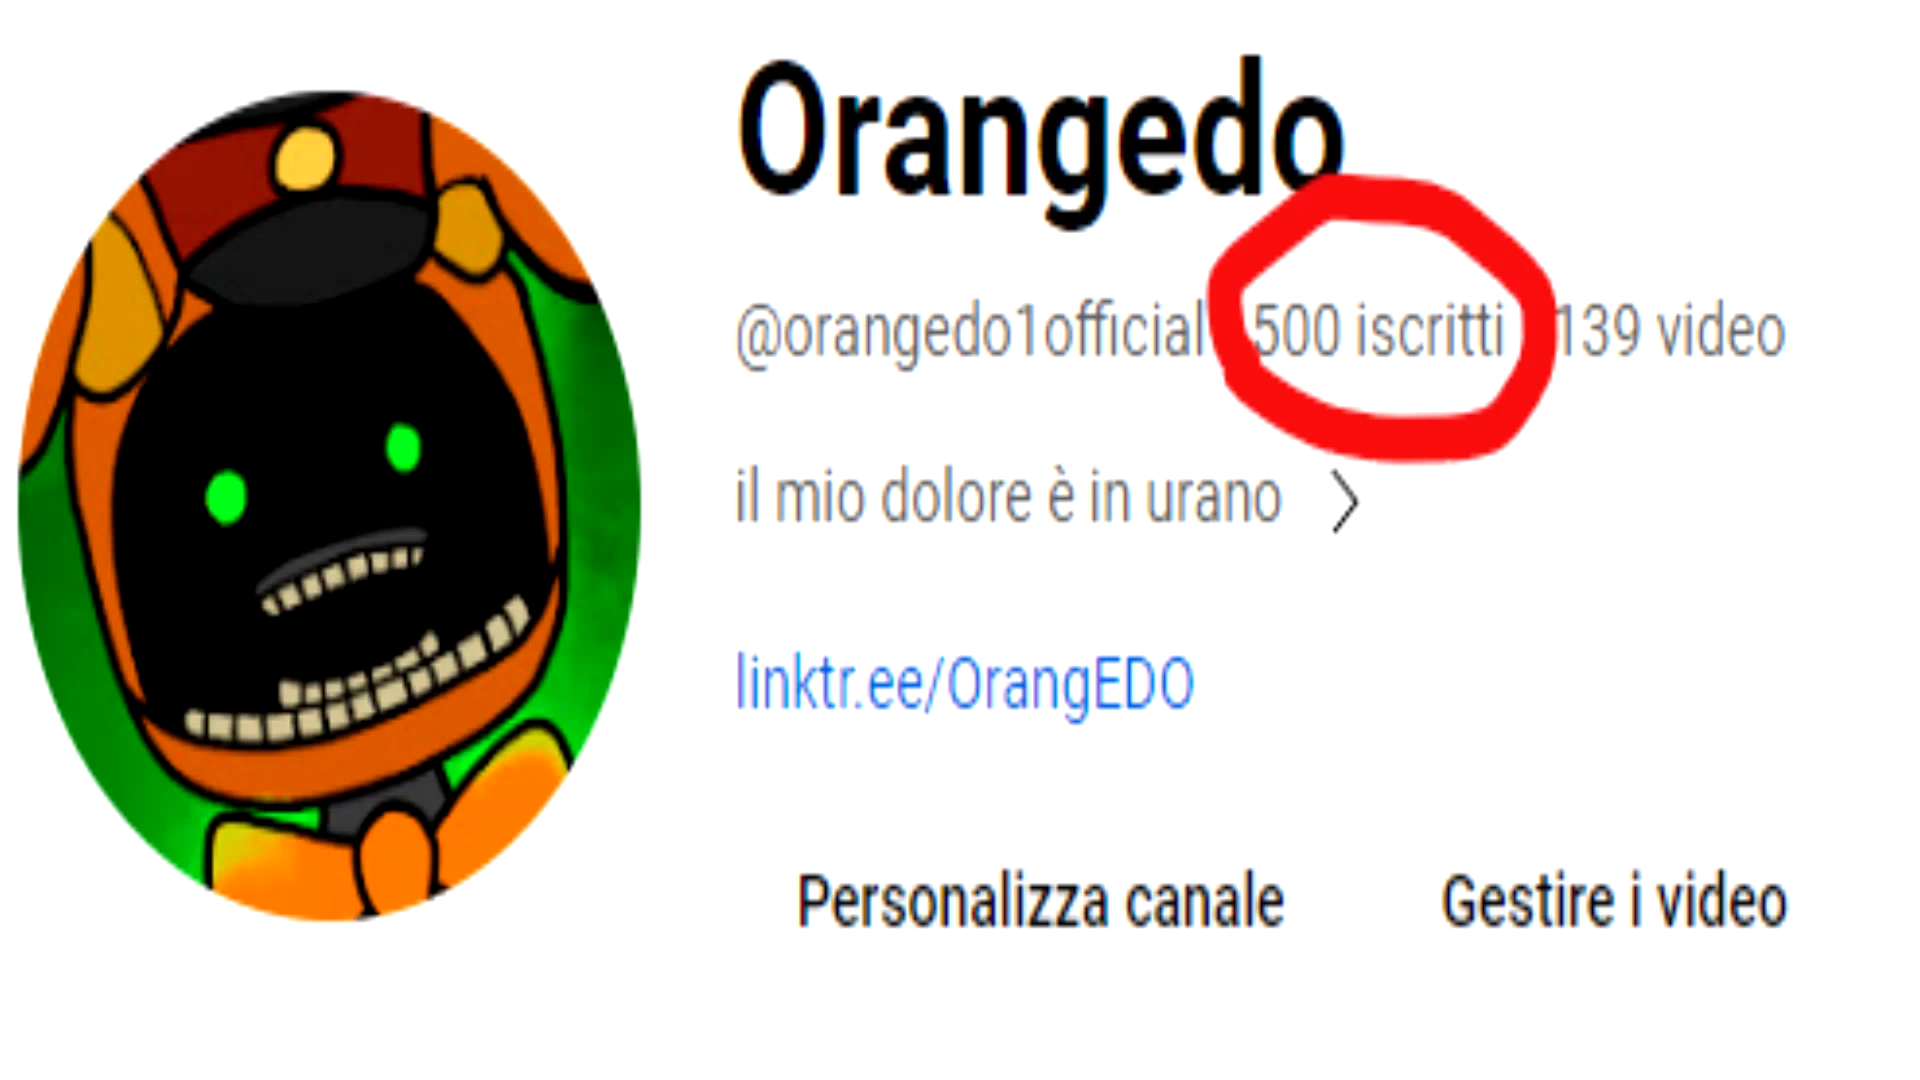 Orangedo
@orangedo1official 500 iscritti 139 video
il mio dolore è in urano
linktr.ee/OrangEDO
Personalizza canale Gestire i video